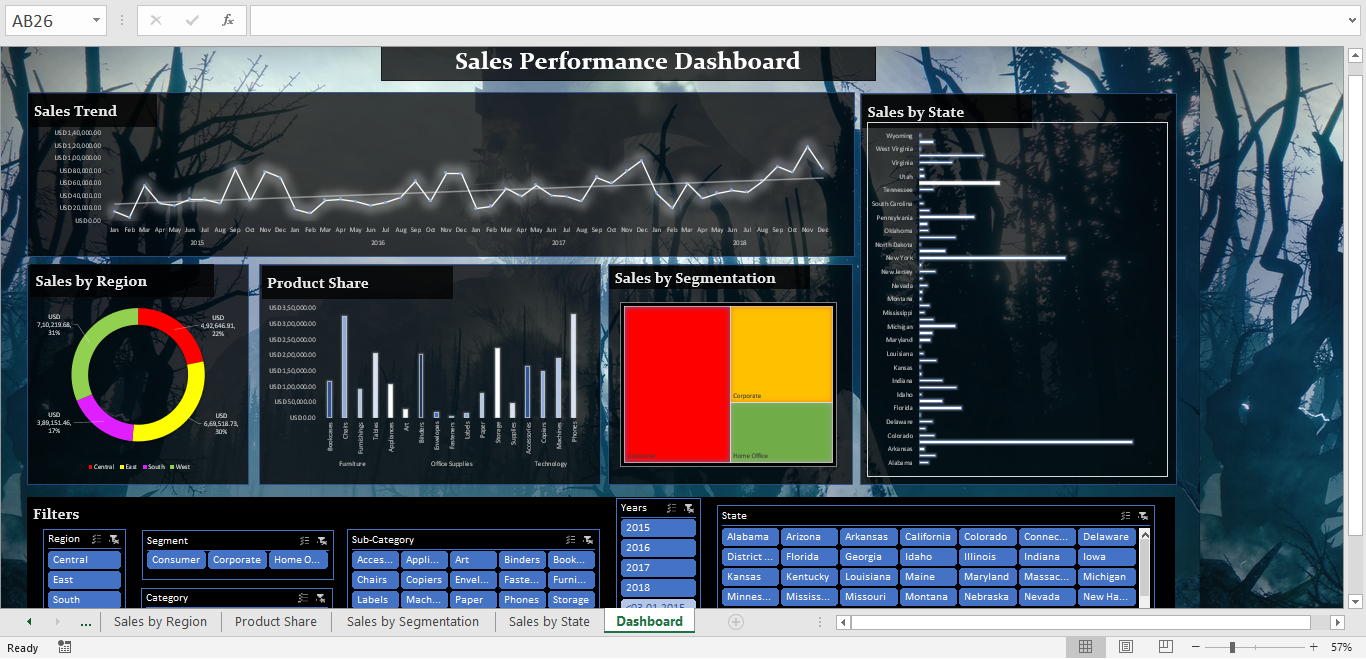 AB26
fx
Sales Performance Dashboard
Sales Trend
USD 1,40,000.00
USD 1,20,000.00
USD 1,00,000.00
USD 80,000.00
USD 60,000.00
USD 40,000.00
USD 20,000.00
USD 0.00
Jan Feb Mar Apr May Jun Jul Aug Sep Oct Nov Dec Jan Feb Mar Apr May Jun Jul Aug Sep Oct Nov Dec Jan Feb Mar Apr May Jun Jul Aug Sep Oct Nov Dec Jan Feb Mar Apr May Jun Jul Aug Sep Oct Nov Dec
2015 2016 2017 2018
Sales by State
Wyoming
West Virginia
Virginia
Utah
Tennessee
South Carolina
Pennsylvania
Oklahoma
North Dakota
New York
New Jersey
Nevada
Montana
Mississippi
Michigan
Maryland
Louisiana
Kansas
Indiana
Idaho
Florida
Delaware
Colorado
Arkansas
Alabama
Sales by Region
USD
7,10,219.68,
31%
USD
4,92,646.91,
22%
USD
3,89,151.46,
17%
USD
6,69,518.73,
30%
Central East South West
Product Share
USD 3,50,000.00
USD 3,00,000.00
USD 2,50,000.00
USD 2,00,000.00
USD 1,50,000.00
USD 1,00,000.00
USD 50,000.00
USD 0.00
Bookcases Chairs Furnishings Tables Appliances Art Binders Envelopes Fasteners Labels Paper Storage Supplies Accessories Copiers Machines Phones
Furniture Office Supplies Technology
Sales by Segmentation
Corporate
Consumer
Home Office
Filters
Region
Central
East
South
Segment
Consumer Corporate Home O...
Category
Sub-Category
Acces... Appli... Art Binders Book...
Chairs Copiers Envel... Faste... Furni...
Labels Mach... Paper Phones Storage
Years
2015
2016
2017
2018
<03-01-2015
State
Alabama Arizona Arkansas California Colorado Connec... Delaware
District ... Florida Georgia Idaho Illinois Indiana Iowa
Kansas Kentucky Louisiana Maine Maryland Massac... Michigan
Minnes... Mississ... Missouri Montana Nebraska Nevada New Ha...
... Sales by Region Product Share Sales by Segmentation Sales by State Dashboard
Ready
57%